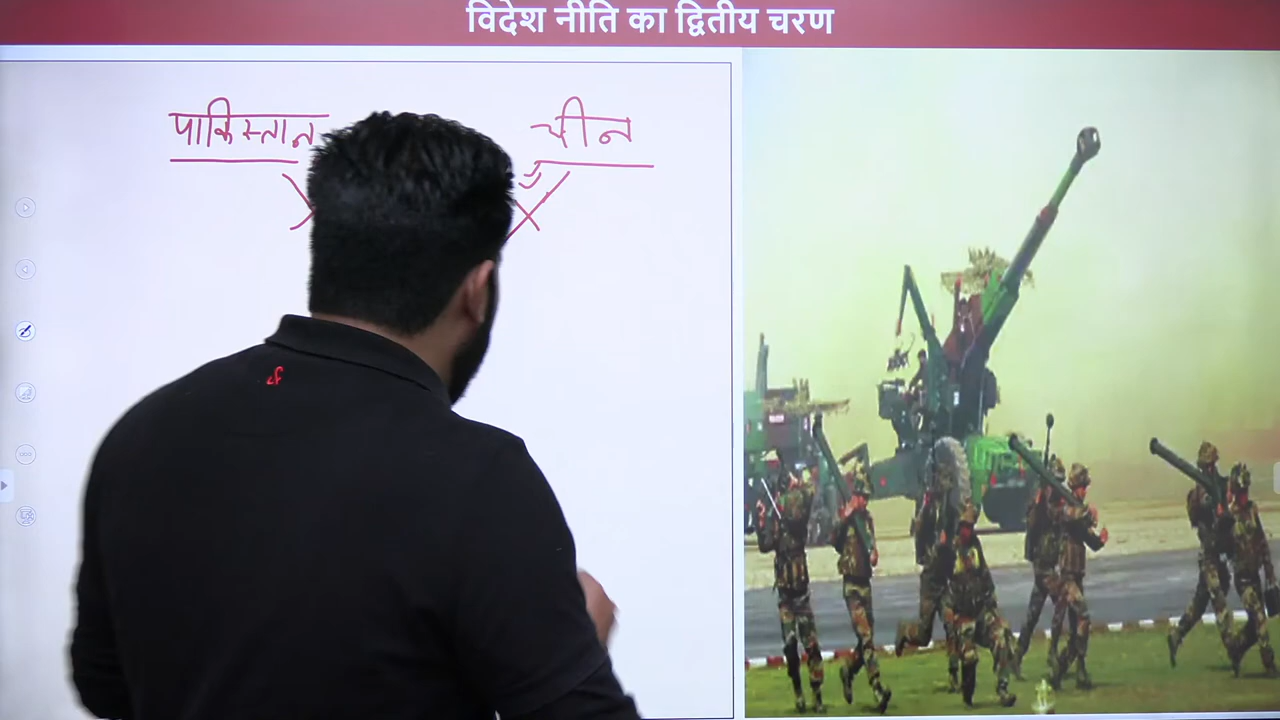 विदेश नीति का द्वितीय चरण
पाकिस्तान चीन